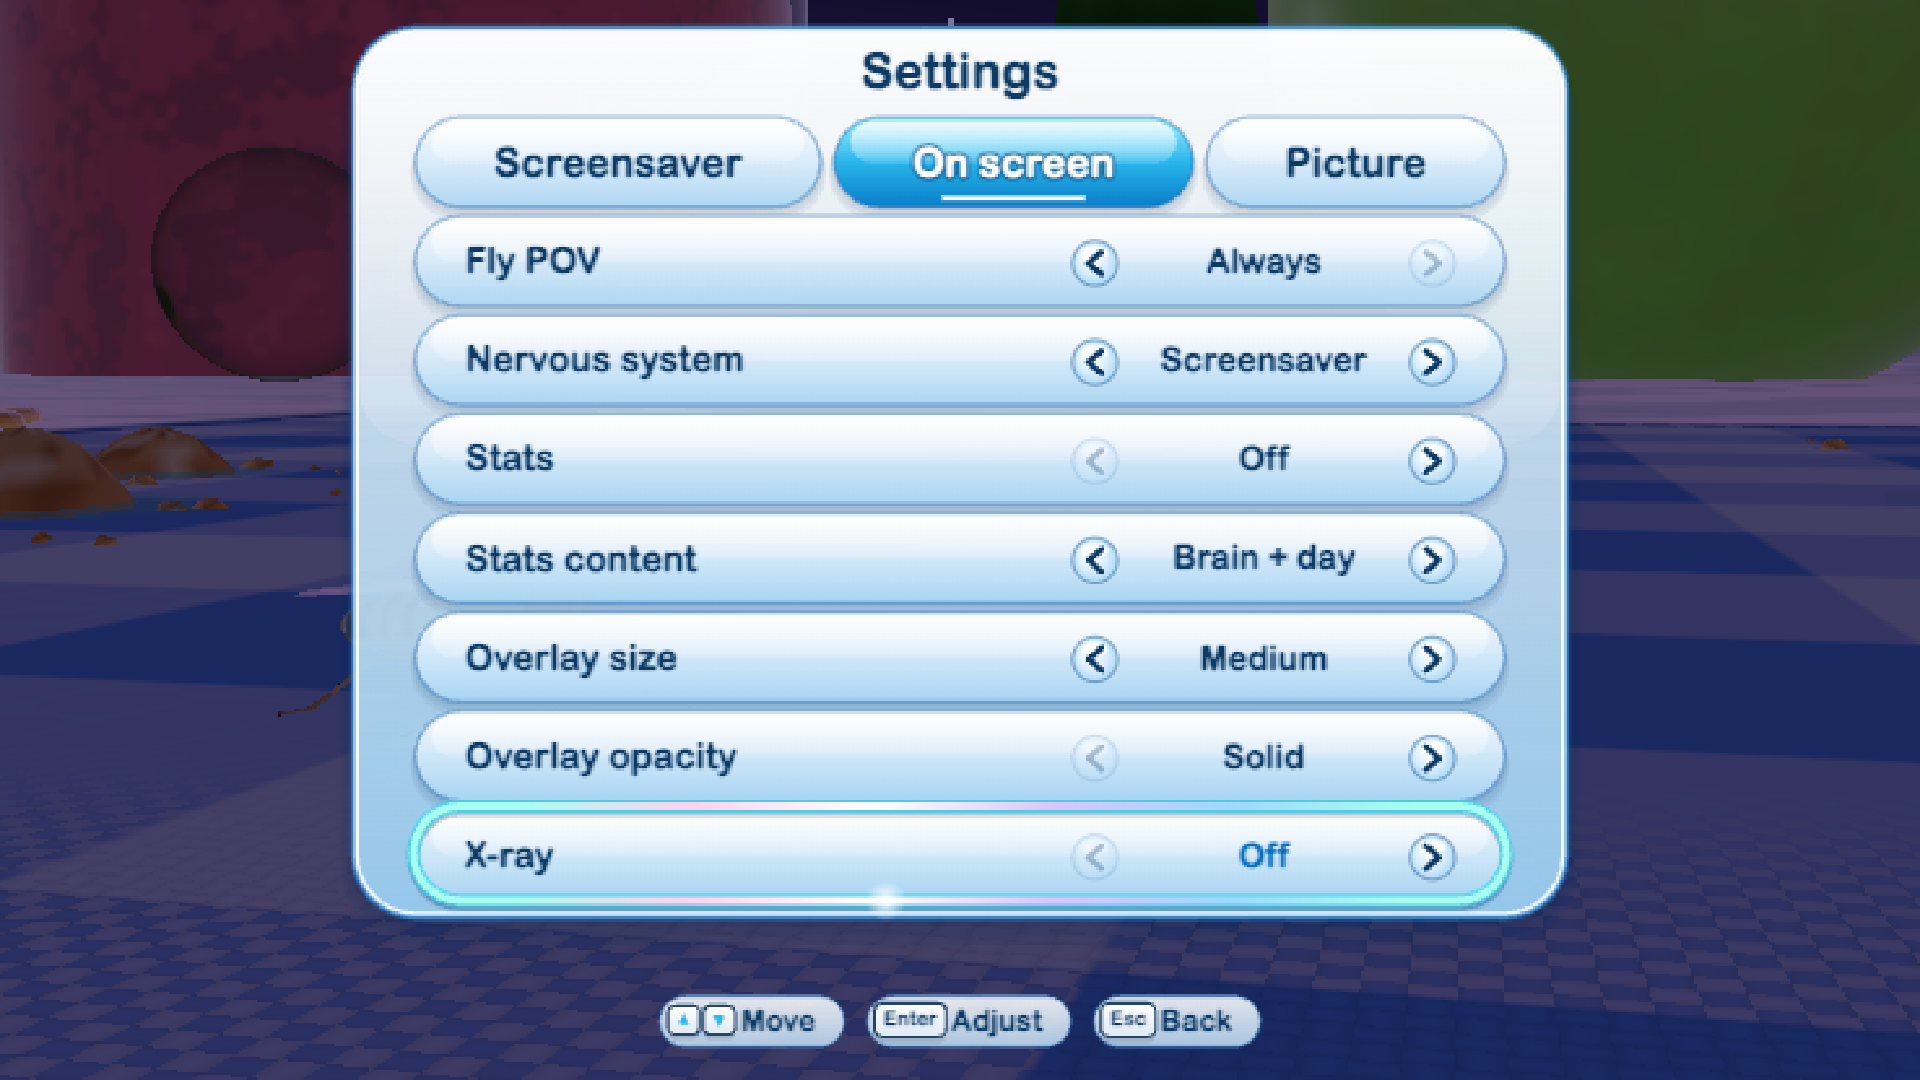 Settings
Screensaver On screen Picture
Fly POV Always
Nervous system Screensaver
Stats Off
Stats content Brain + day
Overlay size Medium
Overlay opacity Solid
X-ray Off
Move Enter Adjust Esc Back